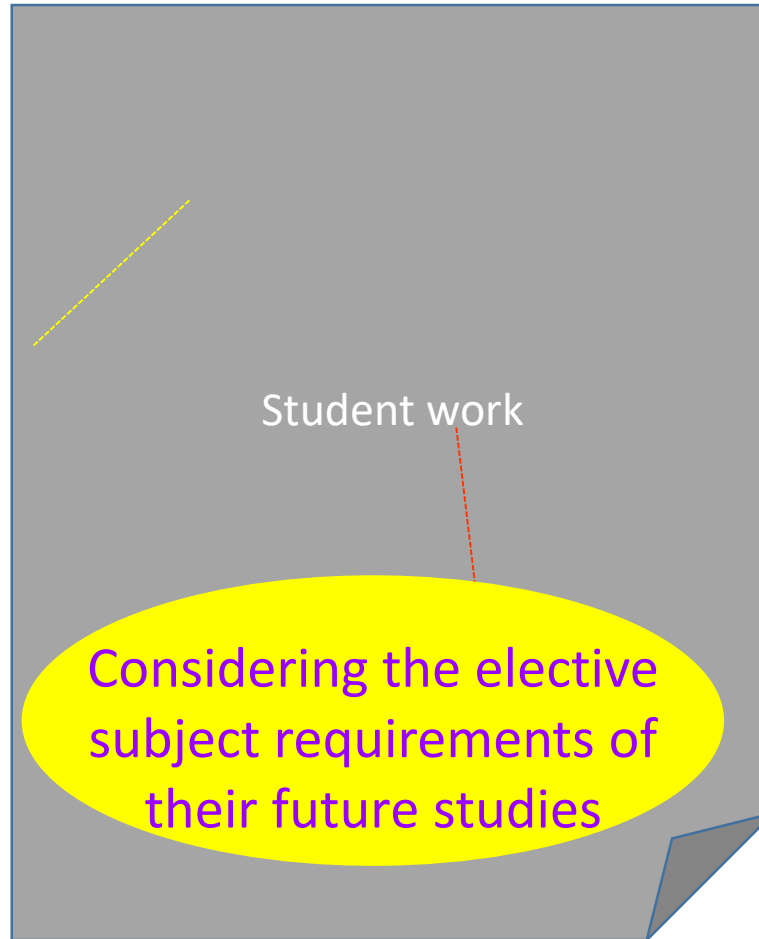 Student work
Considering the elective
subject requirements of
their future studies